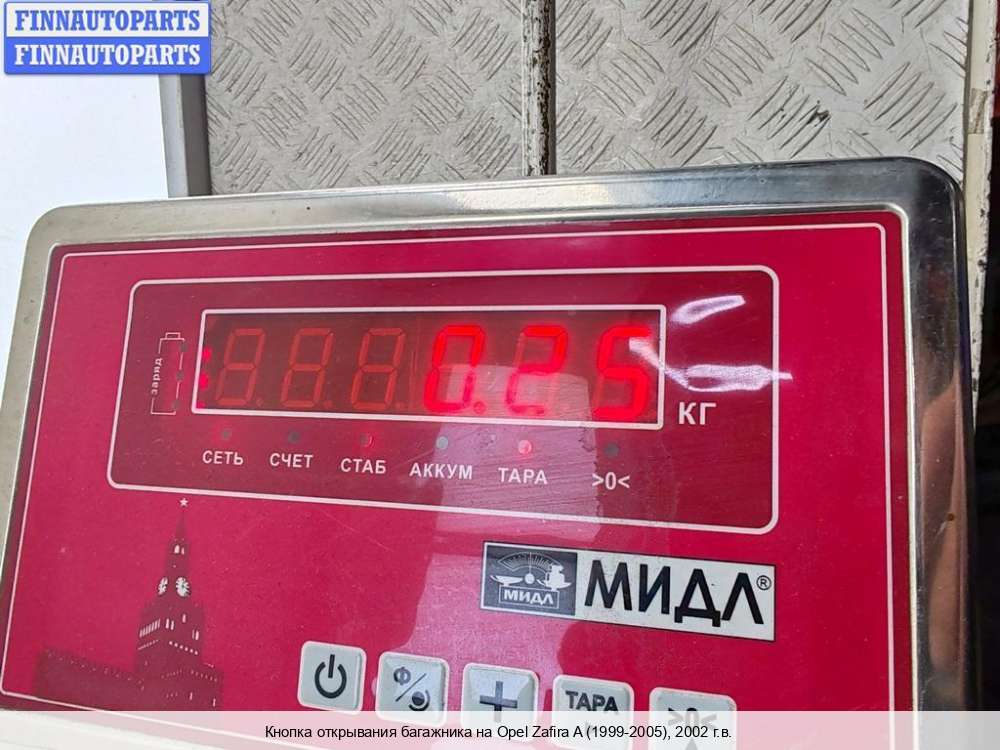 FINNAUTOPARTS
FINNAUTOPARTS
заряд
0.25
КГ
СЕТЬ СЧЕТ СТАБ АККУМ ТАРА >0<
МИДЛ
МИДЛ®
Ф
ТАРА
>0<
Кнопка открывания багажника на Opel Zafira A (1999-2005), 2002 г.в.